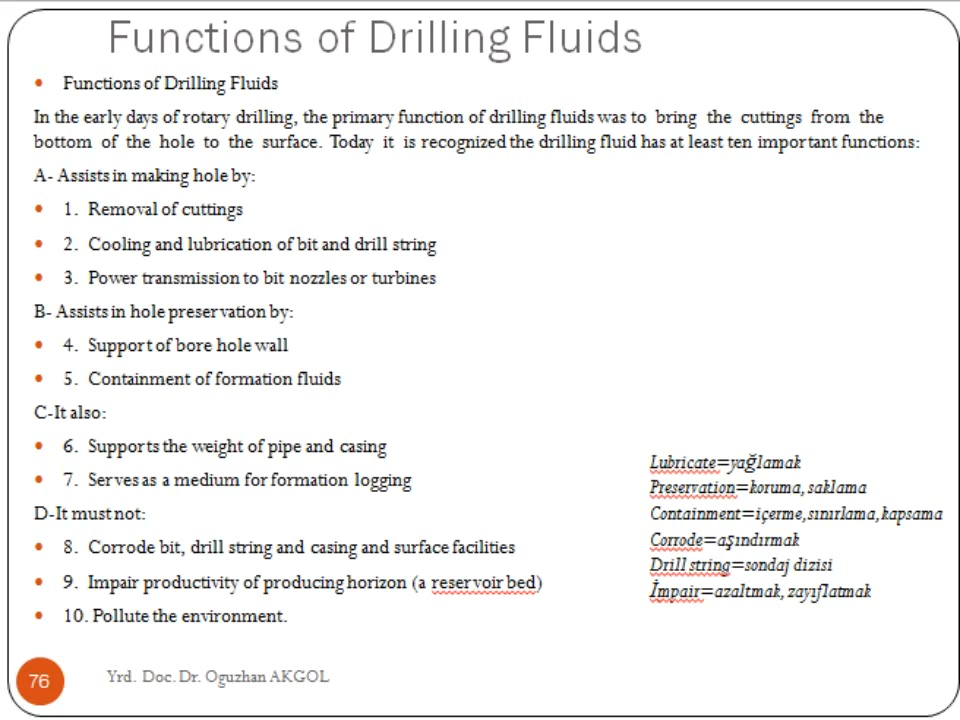 Functions of Drilling Fluids
• Functions of Drilling Fluids
In the early days of rotary drilling, the primary function of drilling fluids was to bring the cuttings from the
bottom of the hole to the surface. Today it is recognized the drilling fluid has at least ten important functions:
A- Assists in making hole by:
• 1. Removal of cuttings
• 2. Cooling and lubrication of bit and drill string
• 3. Power transmission to bit nozzles or turbines
B- Assists in hole preservation by:
• 4. Support of bore hole wall
• 5. Containment of formation fluids
C-It also:
• 6. Supports the weight of pipe and casing
• 7. Serves as a medium for formation logging
D-It must not:
• 8. Corrode bit, drill string and casing and surface facilities
• 9. Impair productivity of producing horizon (a reservoir bed)
• 10. Pollute the environment.
Lubricate=yağlamak
Preservation=koruma, saklama
Containment=içerme,sınırlama,kapsama
Corrode=aşındırmak
Drill string=sondaj dizisi
İmpair=azaltmak, zayıflatmak
76
Yrd. Doc. Dr. Oguzhan AKGOL